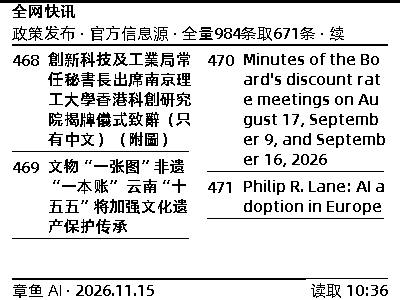 全网快讯
政策发布 · 官方信息源 · 全量984条取671条 · 续
468 創新科技及工業局常
任秘書長出席南京理
工大學香港科創研究
院揭牌儀式致辭（只
有中文）（附圖）
469 文物“一张图”非遗
“一本账” 云南“十
五五”将加强文化遗
产保护传承
470 Minutes of the Bo
ard's discount rat
e meetings on Au
gust 17, Septemb
er 9, and Septemb
er 16, 2026
471 Philip R. Lane: AI a
doption in Europe
章鱼 AI · 2026.11.15
读取 10:36